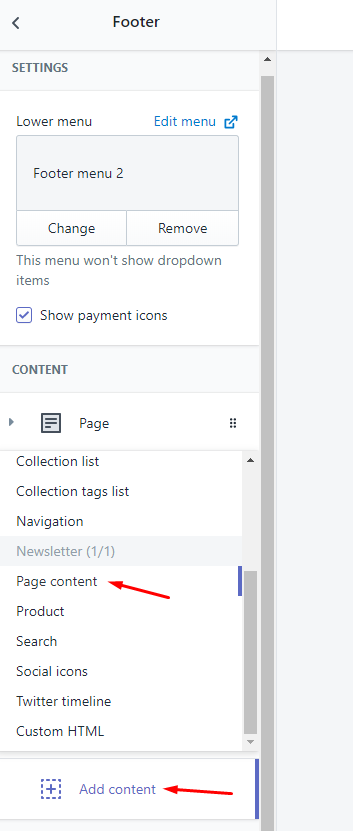 Footer
SETTINGS
Lower menu Edit menu
Footer menu 2
Change Remove
This menu won't show dropdown
items
Show payment icons
CONTENT
Page
Collection list
Collection tags list
Navigation
Newsletter (1/1)
Page content
Product
Search
Social icons
Twitter timeline
Custom HTML
Add content